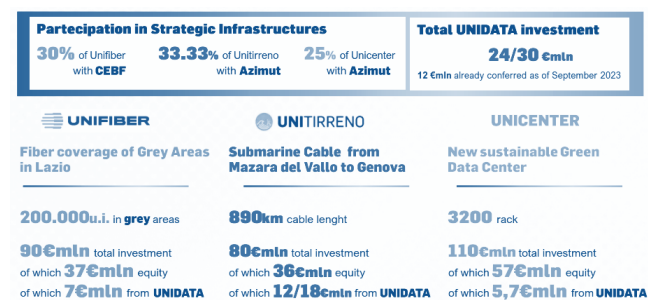 Partecipation in Strategic Infrastructures
30% of Unifiber
with CEBF
33.33% of Unitirreno
with Azimut
25% of Unicenter
with Azimut
Total UNIDATA investment
24/30 €mln
12 €mln already conferred as of September 2023
UNIFIBER
Fiber coverage of Grey Areas
in Lazio
200.000u.i. in grey areas
90€mln total investment
of which 37€mln equity
of which 7€mln from UNIDATA
UNITIRRENO
Submarine Cable from
Mazara del Vallo to Genova
890km cable lenght
80€mln total investment
of which 36€mln equity
of which 12/18€mln from UNIDATA
UNICENTER
New sustainable Green
Data Center
3200 rack
110€mln total investment
of which 57€mln equity
of which 5,7€mln from UNIDATA